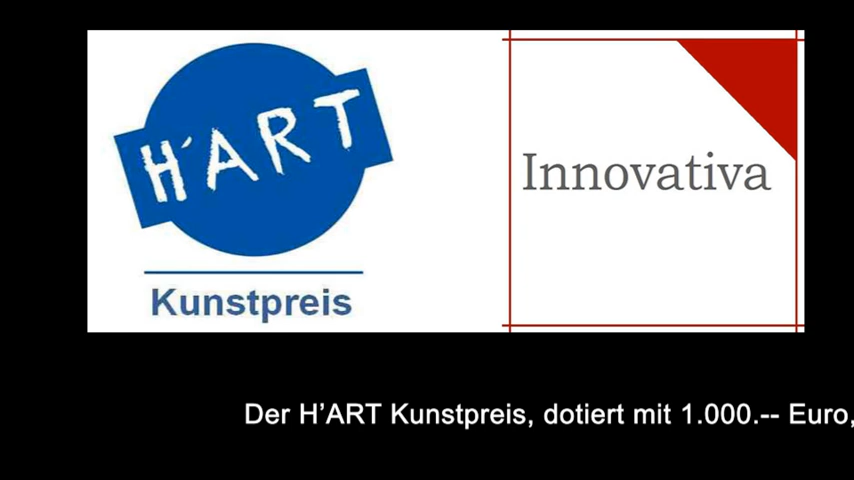 H'ART
Kunstpreis
Innovativa
Der H’ART Kunstpreis, dotiert mit 1.000.-- Euro,